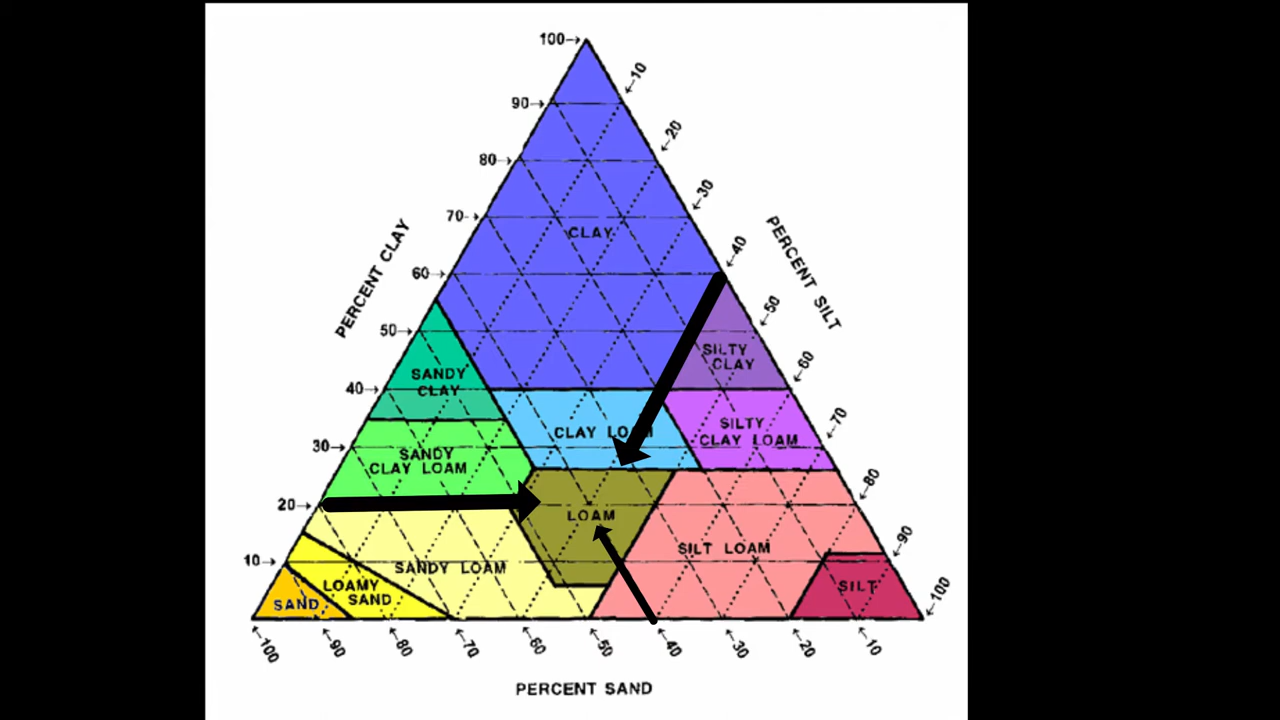 100→
←10
90→
←20
80→
←30
70→
PERCENT CLAY
CLAY
PERCENT SILT
←40
60→
←50
50→
SILTY
CLAY
←60
SANDY
CLAY
40→
←70
SILTY
CLAY LOAM
CLAY LOAM
30→
SANDY
CLAY LOAM
←80
20→
LOAM
←90
SILT LOAM
10→
SANDY LOAM
LOAMY
SAND
SILT
←100
SAND
←100
←90
←80
←70
←60
←50
←40
←30
←20
←10
PERCENT SAND